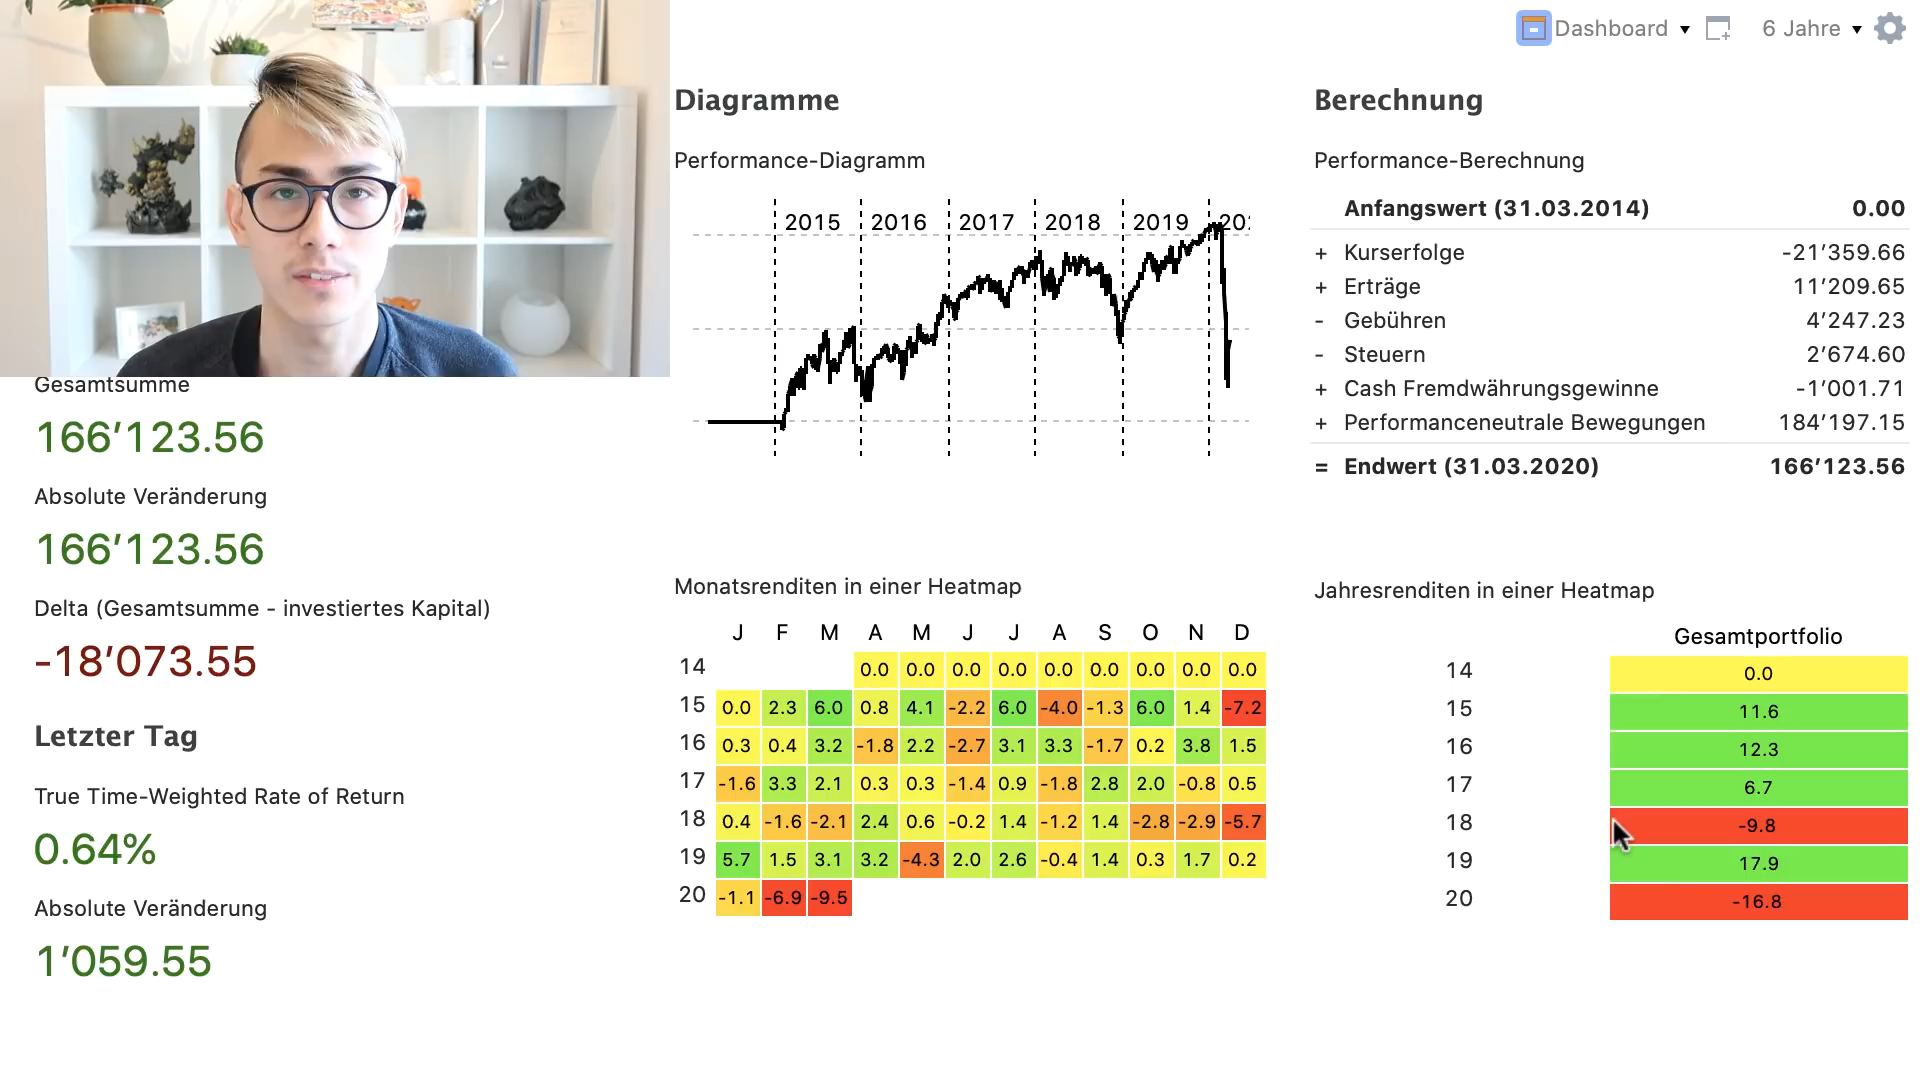 Dashboard
6 Jahre
Gesamtsumme
166’123.56
Absolute Veränderung
166’123.56
Delta (Gesamtsumme - investiertes Kapital)
-18’073.55
Letzter Tag
True Time-Weighted Rate of Return
0.64%
Absolute Veränderung
1’059.55
Diagramme
Performance-Diagramm
2015 2016 2017 2018 2019
Monatsrenditen in einer Heatmap
J F M A M J J A S O N D
14 0.0 0.0 0.0 0.0 0.0 0.0 0.0 0.0 0.0
15 0.0 2.3 6.0 0.8 4.1 -2.2 6.0 -4.0 -1.3 6.0 1.4 -7.2
16 0.3 0.4 3.2 -1.8 2.2 -2.7 3.1 3.3 -1.7 0.2 3.8 1.5
17 -1.6 3.3 2.1 0.3 0.3 -1.4 0.9 -1.8 2.8 2.0 -0.8 0.5
18 0.4 -1.6 -2.1 2.4 0.6 -0.2 1.4 -1.2 1.4 -2.8 -2.9 -5.7
19 5.7 1.5 3.1 3.2 -4.3 2.0 2.6 -0.4 1.4 0.3 1.7 0.2
20 -1.1 -6.9 -9.5
Berechnung
Performance-Berechnung
Anfangswert (31.03.2014) 0.00
+ Kurserfolge -21’359.66
+ Erträge 11’209.65
- Gebühren 4’247.23
- Steuern 2’674.60
+ Cash Fremdwährungsgewinne -1’001.71
+ Performanceneutrale Bewegungen 184’197.15
= Endwert (31.03.2020) 166’123.56
Jahresrenditen in einer Heatmap
Gesamtportfolio
14 0.0
15 11.6
16 12.3
17 6.7
18 -9.8
19 17.9
20 -16.8